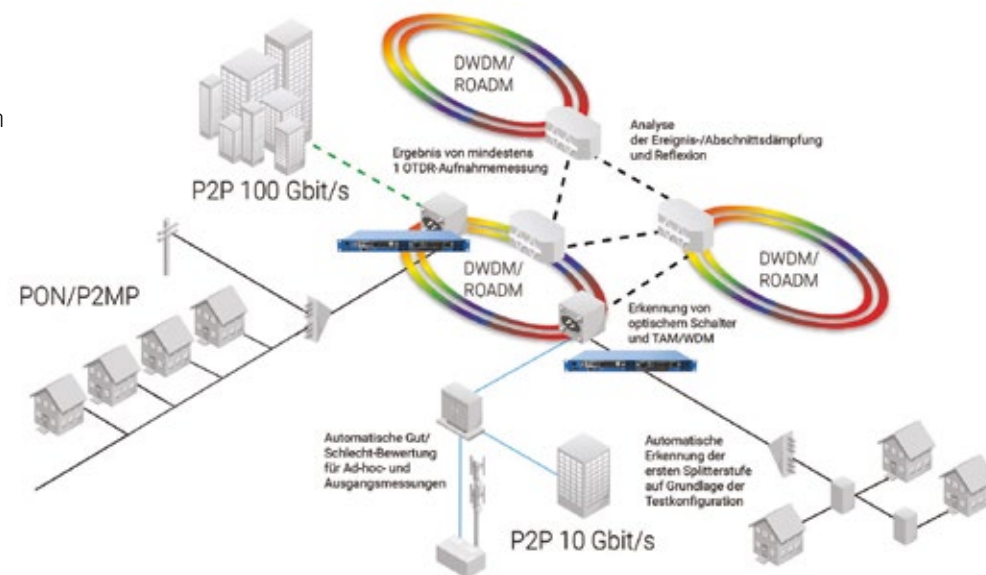 DWDM/
ROADM
Analyse
der Ereignis-/Abschnittsdämpfung
und Reflexion
Ergebnis von mindestens
1 OTDR-Aufnahmemessung
P2P 100 Gbit/s
DWDM/
ROADM
DWDM/
ROADM
PON/P2MP
Erkennung von
optischem Schalter
und TAM/WDM
Automatische Gut/
Schlecht-Bewertung
für Ad-hoc- und
Ausgangsmessungen
Automatische
Erkennung der
ersten Splitterstufe
auf Grundlage der
Testkonfiguration
P2P 10 Gbit/s